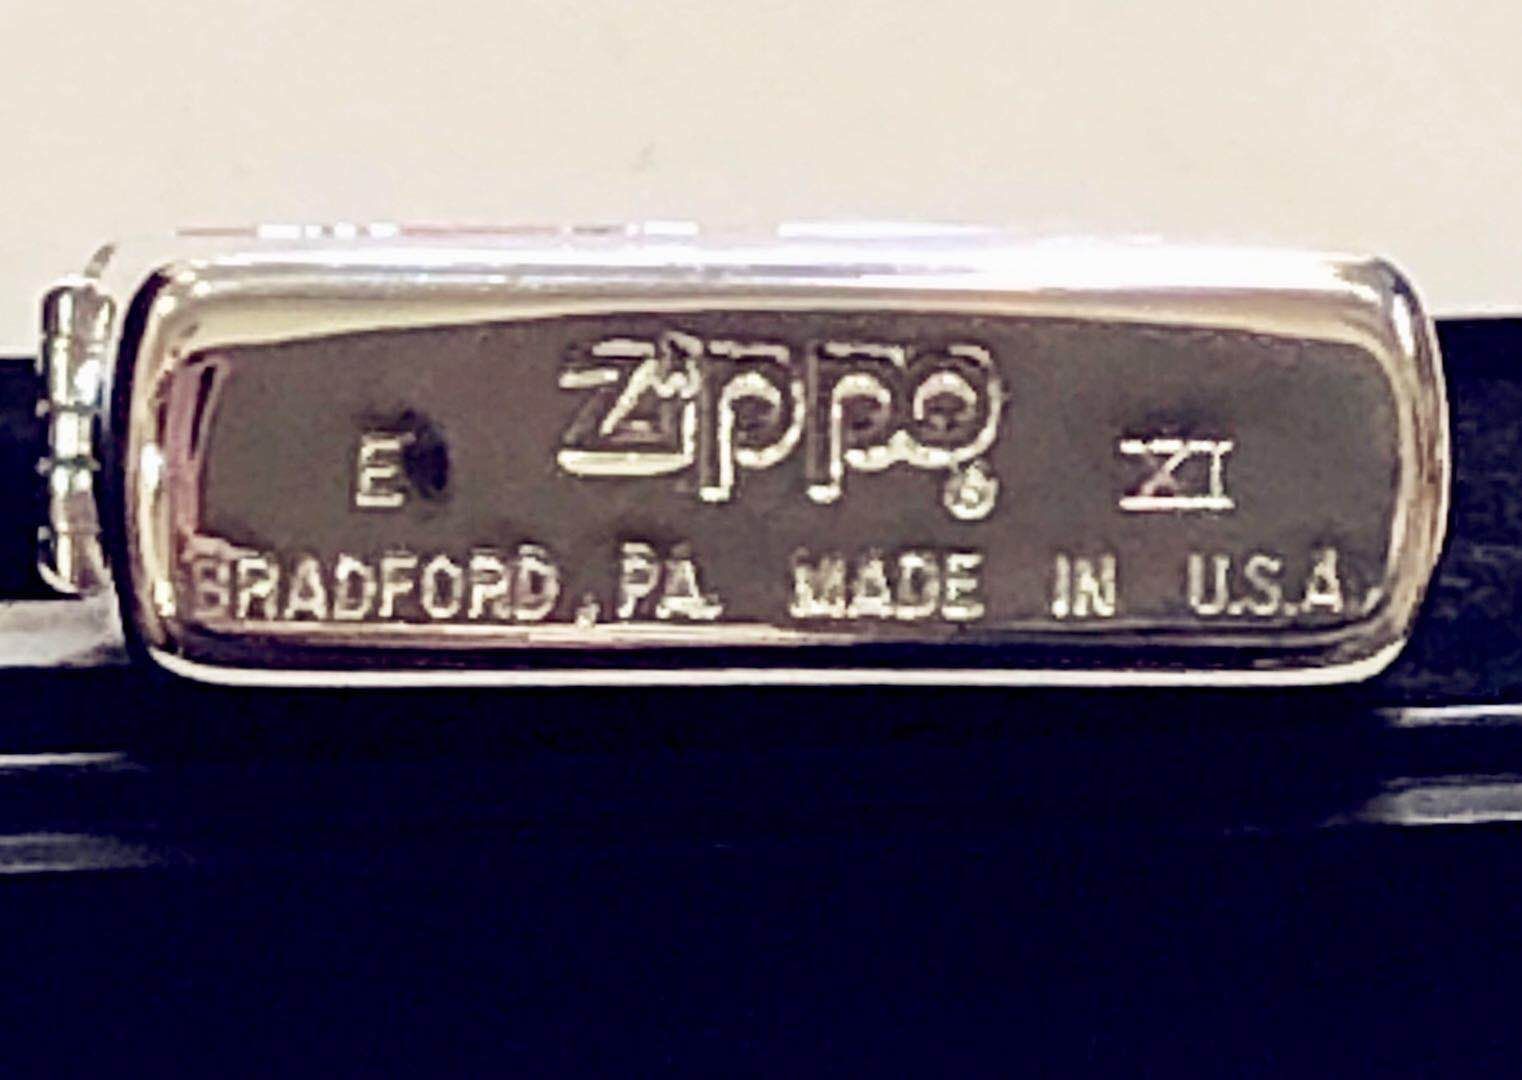 Zippo®
E XI
BRADFORD, PA. MADE IN U.S.A.